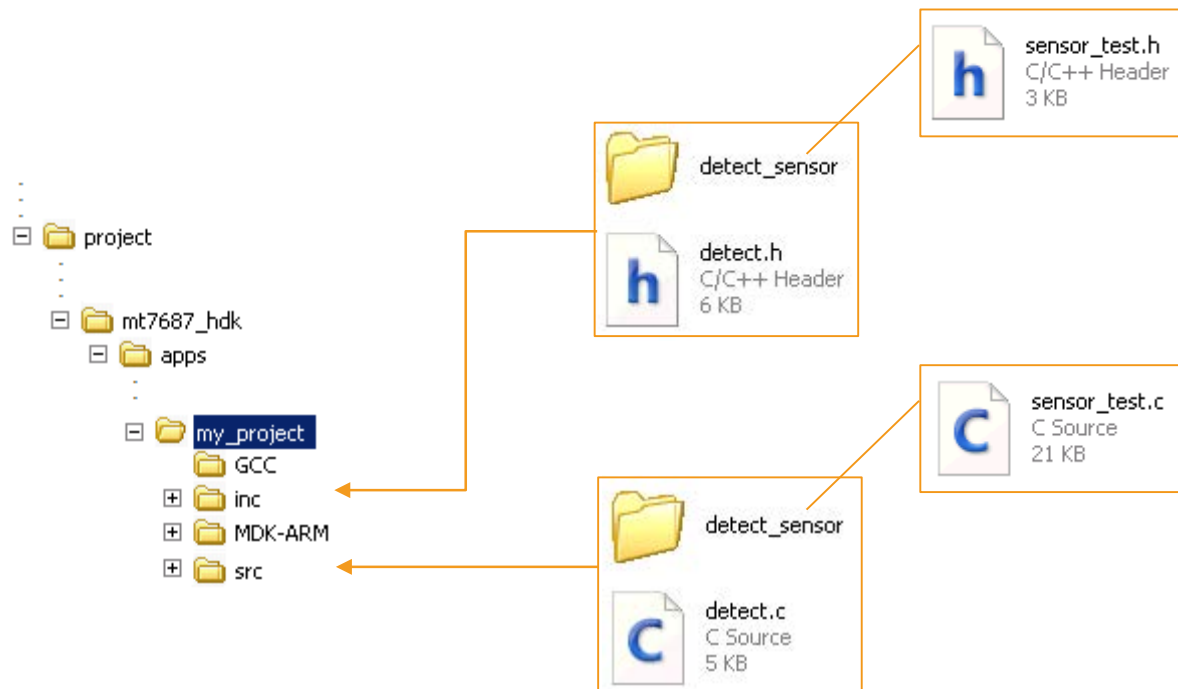 project
mt7687_hdk
apps
my_project
GCC
inc
MDK-ARM
src
detect_sensor
detect.h
C/C++ Header
6 KB
sensor_test.h
C/C++ Header
3 KB
detect_sensor
detect.c
C Source
5 KB
sensor_test.c
C Source
21 KB